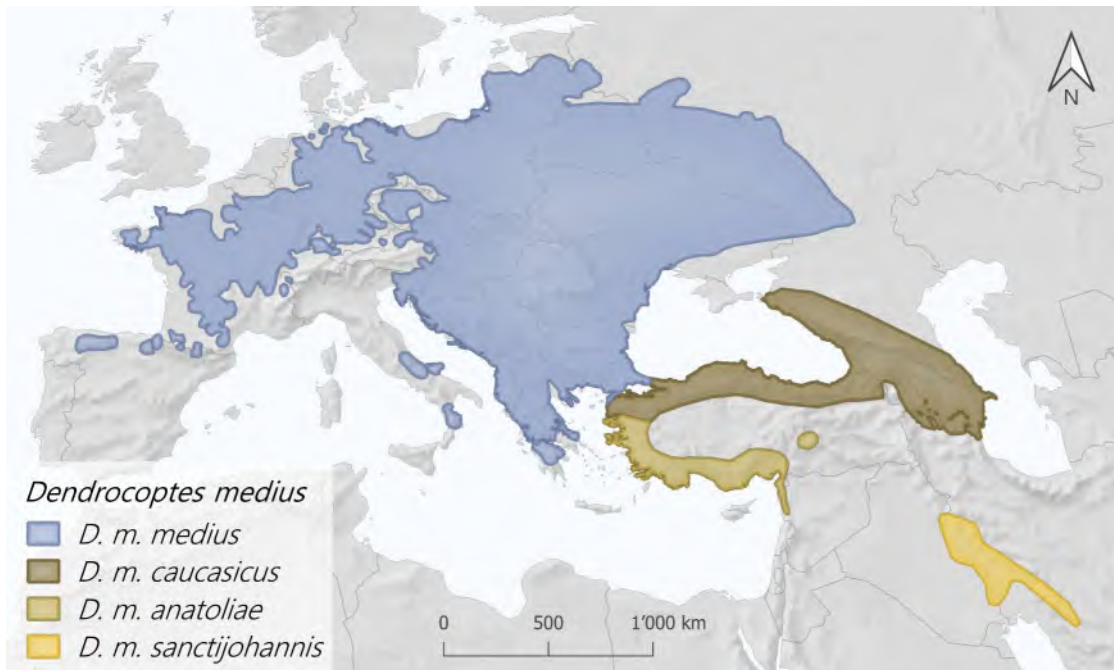 N
Dendrocoptes medius
D. m. medius
D. m. caucasicus
D. m. anatoliae
D. m. sanctijohannis
0 500 1'000 km